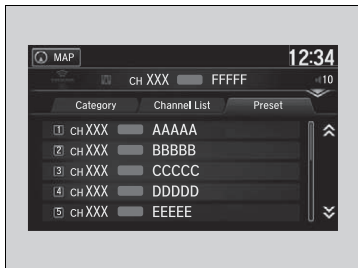 MAP 12:34
CH XXX FFFFF 10
Category Channel List Preset
1 CH XXX AAAAA
2 CH XXX BBBBB
3 CH XXX CCCCC
4 CH XXX DDDDD
5 CH XXX EEEEE